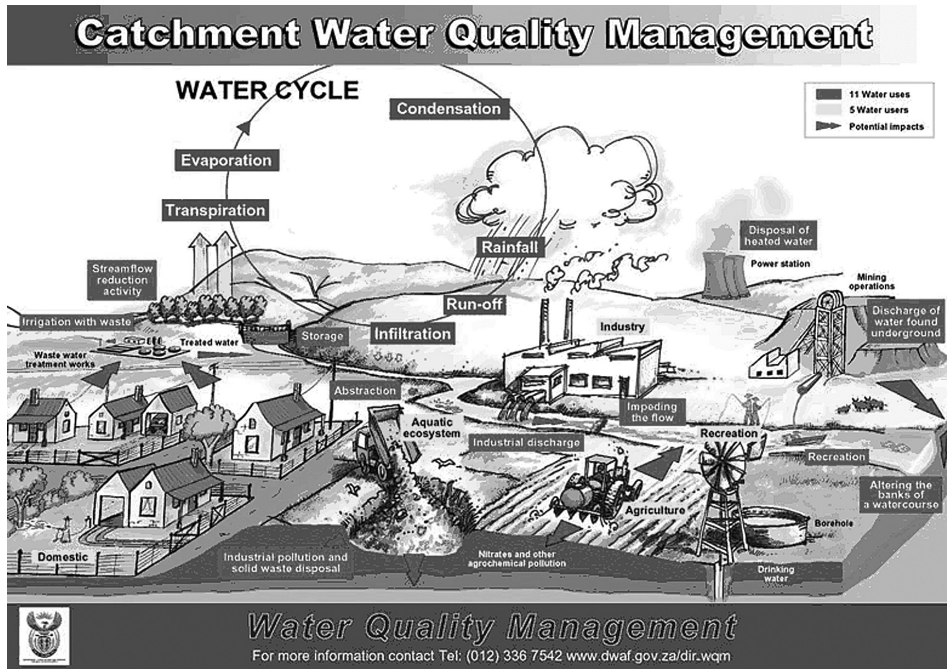 Catchment Water Quality Management
WATER CYCLE
Condensation
11 Water uses
5 Water users
Potential impacts
Evaporation
Transpiration
Rainfall
Disposal of
heated water
Power station
Streamflow
reduction
activity
Mining
operations
Run-off
Discharge of
water found
underground
Irrigation with waste
Storage
Infiltration
Industry
Treated water
Waste water
treatment works
Abstraction
Impeding
the flow
Aquatic
ecosystem
Industrial discharge
Recreation
Recreation
Altering the
banks of
a watercourse
Agriculture
Borehole
Domestic
Industrial pollution and
solid waste disposal
Nitrates and other
agrochemical pollution
Drinking
water
Water Quality Management
For more information contact Tel: (012) 336 7542 www.dwaf.gov.za/dir_wqm